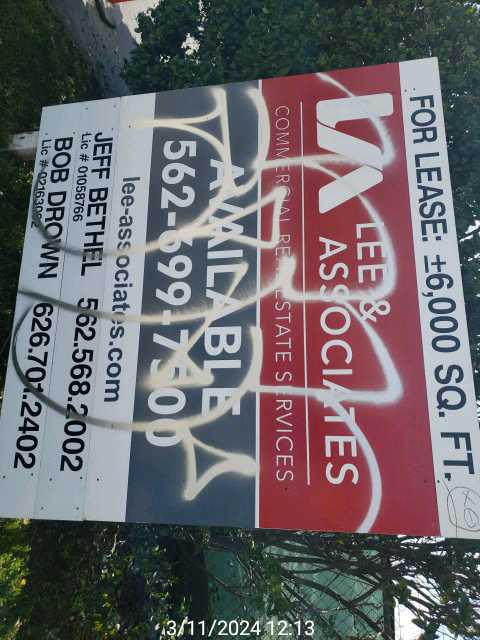 FOR LEASE: ±6,000 SQ. FT.
LEE &
ASSOCIATES
COMMERCIAL REAL ESTATE SERVICES
AVAILABLE
562-699-7500
lee-associates.com
JEFF BETHEL 562.568.2002
Lic # 01058766
BOB DROWN 626.701.2402
Lic #
3/11/2024 12:13